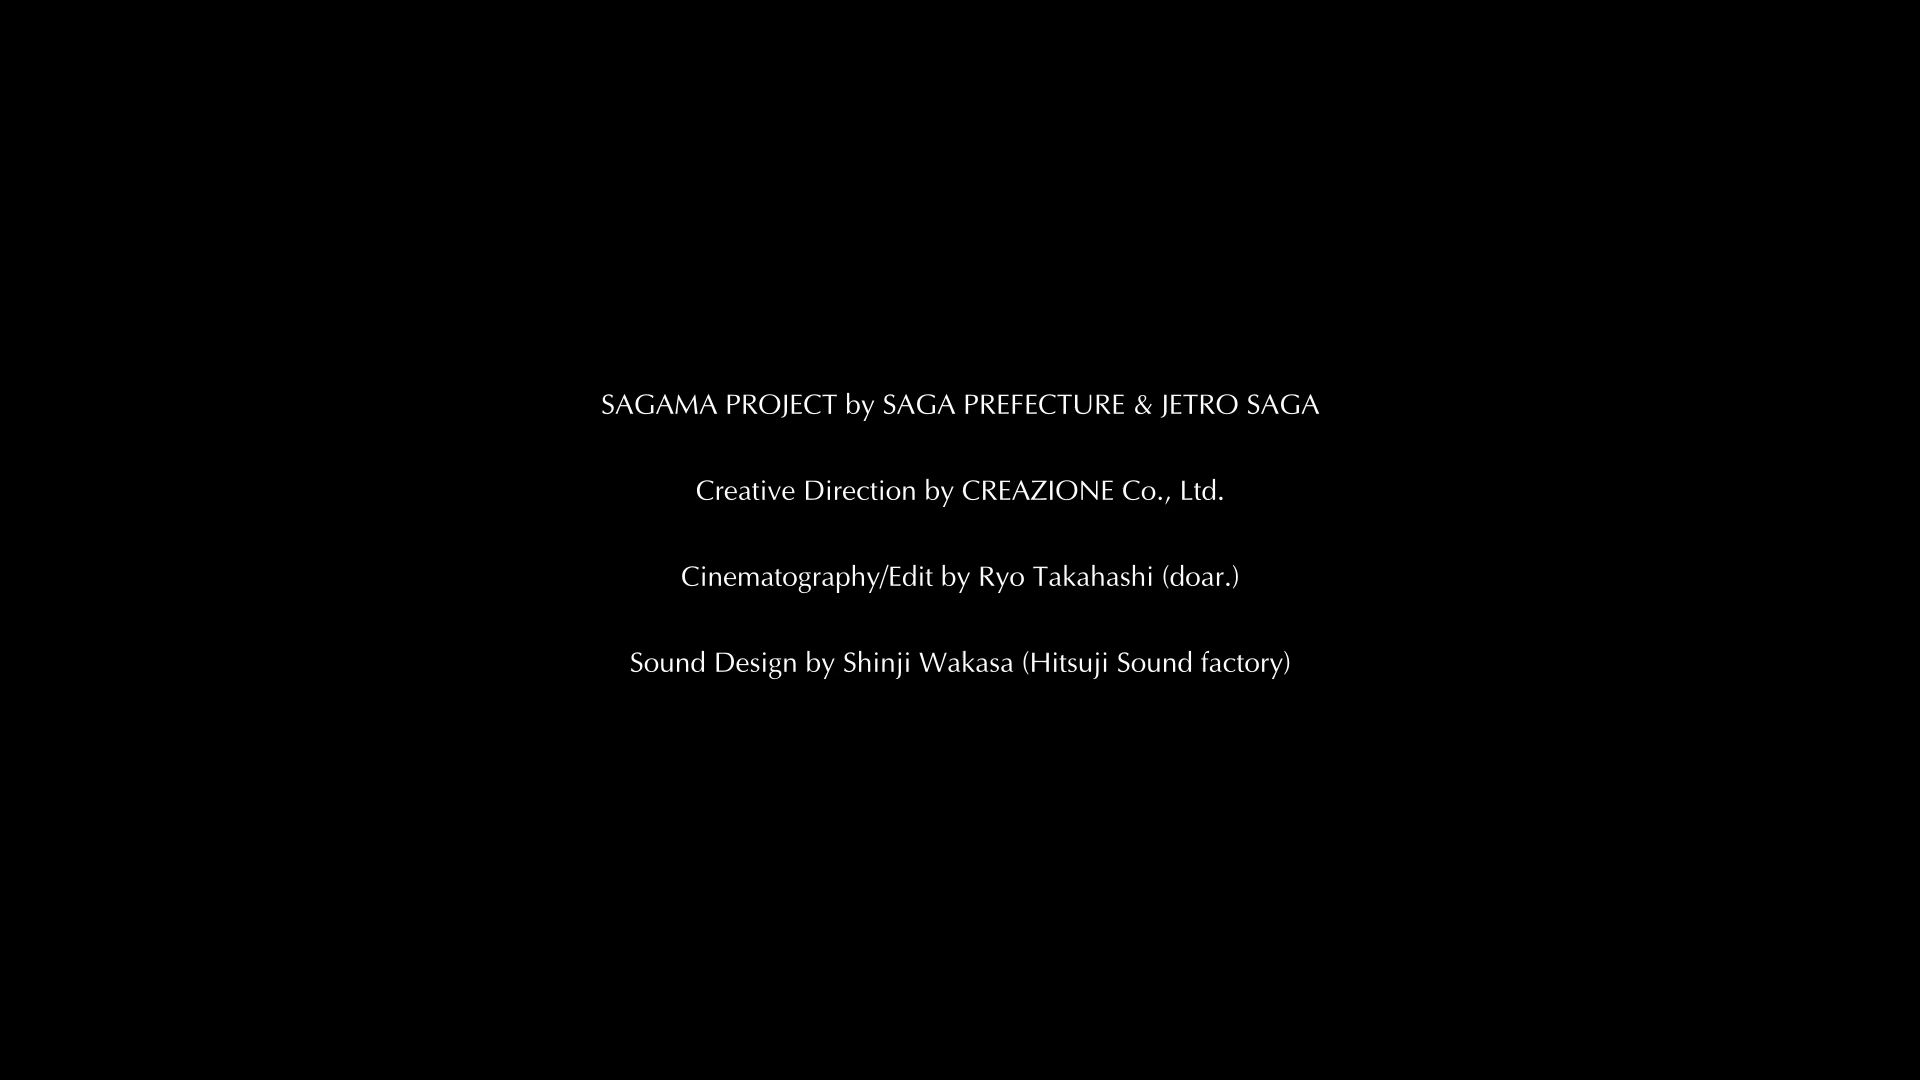 SAGAMA PROJECT by SAGA PREFECTURE & JETRO SAGA
Creative Direction by CREAZIONE Co., Ltd.
Cinematography/Edit by Ryo Takahashi (doar.)
Sound Design by Shinji Wakasa (Hitsuji Sound factory)